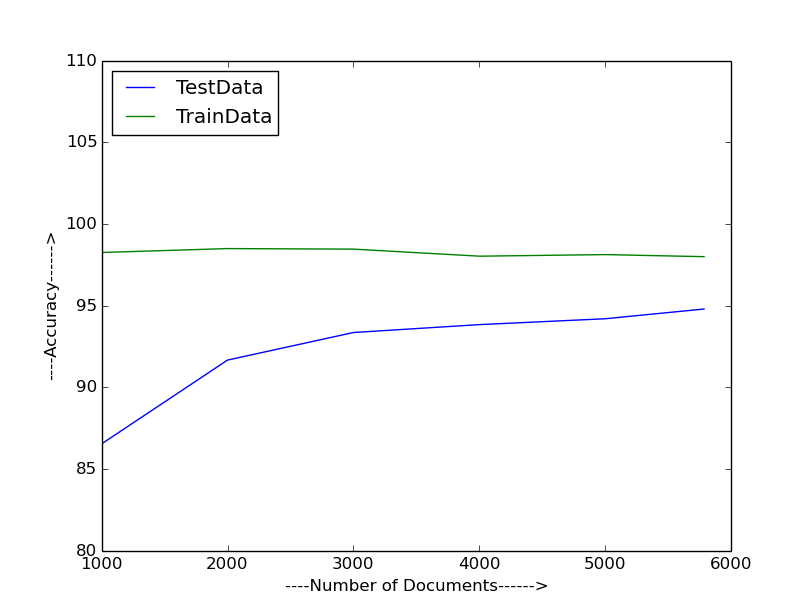 110
TestData
TrainData
105
100
95
90
85
80
----Accuracy------>
1000 2000 3000 4000 5000 6000
----Number of Documents------>